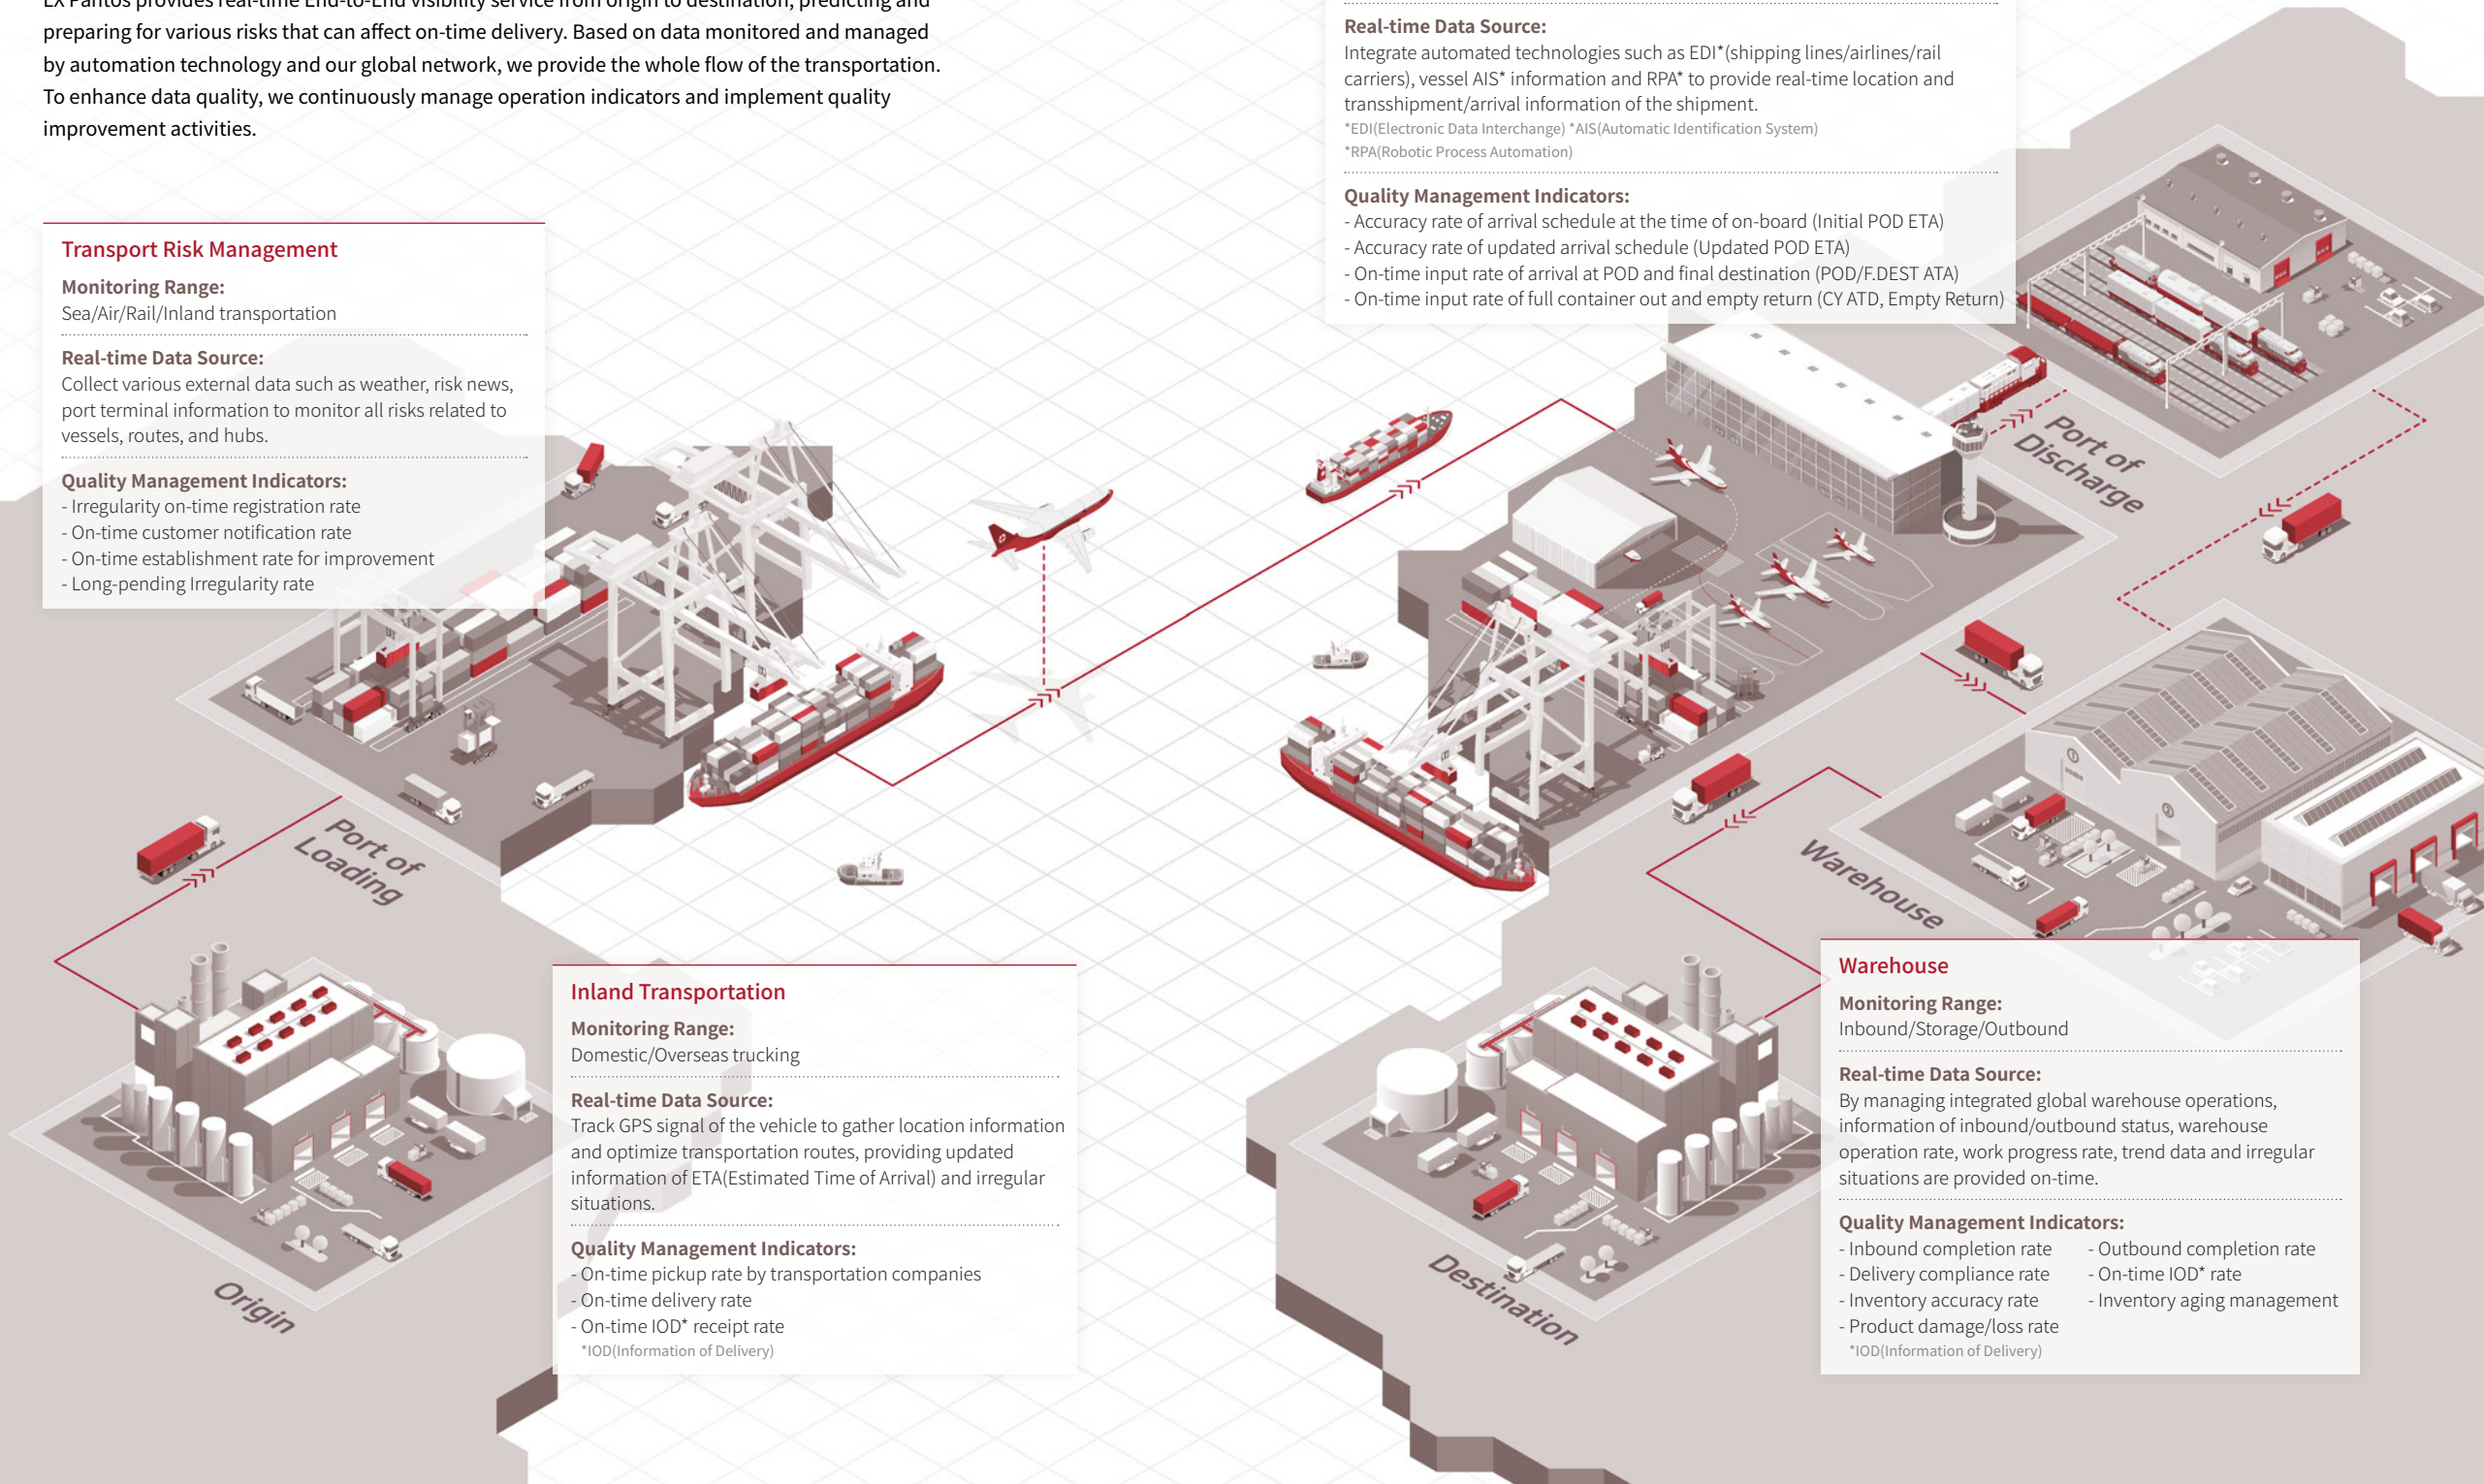 LX Pantos provides real-time End-to-End visibility service from origin to destination, predicting and
preparing for various risks that can affect on-time delivery. Based on data monitored and managed
by automation technology and our global network, we provide the whole flow of the transportation.
To enhance data quality, we continuously manage operation indicators and implement quality
improvement activities.
Real-time Data Source:
Integrate automated technologies such as EDI*(shipping lines/airlines/rail
carriers), vessel AIS* information and RPA* to provide real-time location and
transshipment/arrival information of the shipment.
*EDI(Electronic Data Interchange) *AIS(Automatic Identification System)
*RPA(Robotic Process Automation)
Quality Management Indicators:
- Accuracy rate of arrival schedule at the time of on-board (Initial POD ETA)
- Accuracy rate of updated arrival schedule (Updated POD ETA)
- On-time input rate of arrival at POD and final destination (POD/F.DEST ATA)
- On-time input rate of full container out and empty return (CY ATD, Empty Return)
Transport Risk Management
Monitoring Range:
Sea/Air/Rail/Inland transportation
Real-time Data Source:
Collect various external data such as weather, risk news,
port terminal information to monitor all risks related to
vessels, routes, and hubs.
Quality Management Indicators:
- Irregularity on-time registration rate
- On-time customer notification rate
- On-time establishment rate for improvement
- Long-pending Irregularity rate
Port of
Discharge
Port of
Loading
Warehouse
Inland Transportation
Monitoring Range:
Domestic/Overseas trucking
Real-time Data Source:
Track GPS signal of the vehicle to gather location information
and optimize transportation routes, providing updated
information of ETA(Estimated Time of Arrival) and irregular
situations.
Quality Management Indicators:
- On-time pickup rate by transportation companies
- On-time delivery rate
- On-time IOD* receipt rate
*IOD(Information of Delivery)
Warehouse
Monitoring Range:
Inbound/Storage/Outbound
Real-time Data Source:
By managing integrated global warehouse operations,
information of inbound/outbound status, warehouse
operation rate, work progress rate, trend data and irregular
situations are provided on-time.
Quality Management Indicators:
- Inbound completion rate
- Delivery compliance rate
- Inventory accuracy rate
- Product damage/loss rate
- Outbound completion rate
- On-time IOD* rate
- Inventory aging management
*IOD(Information of Delivery)
Origin
Destination